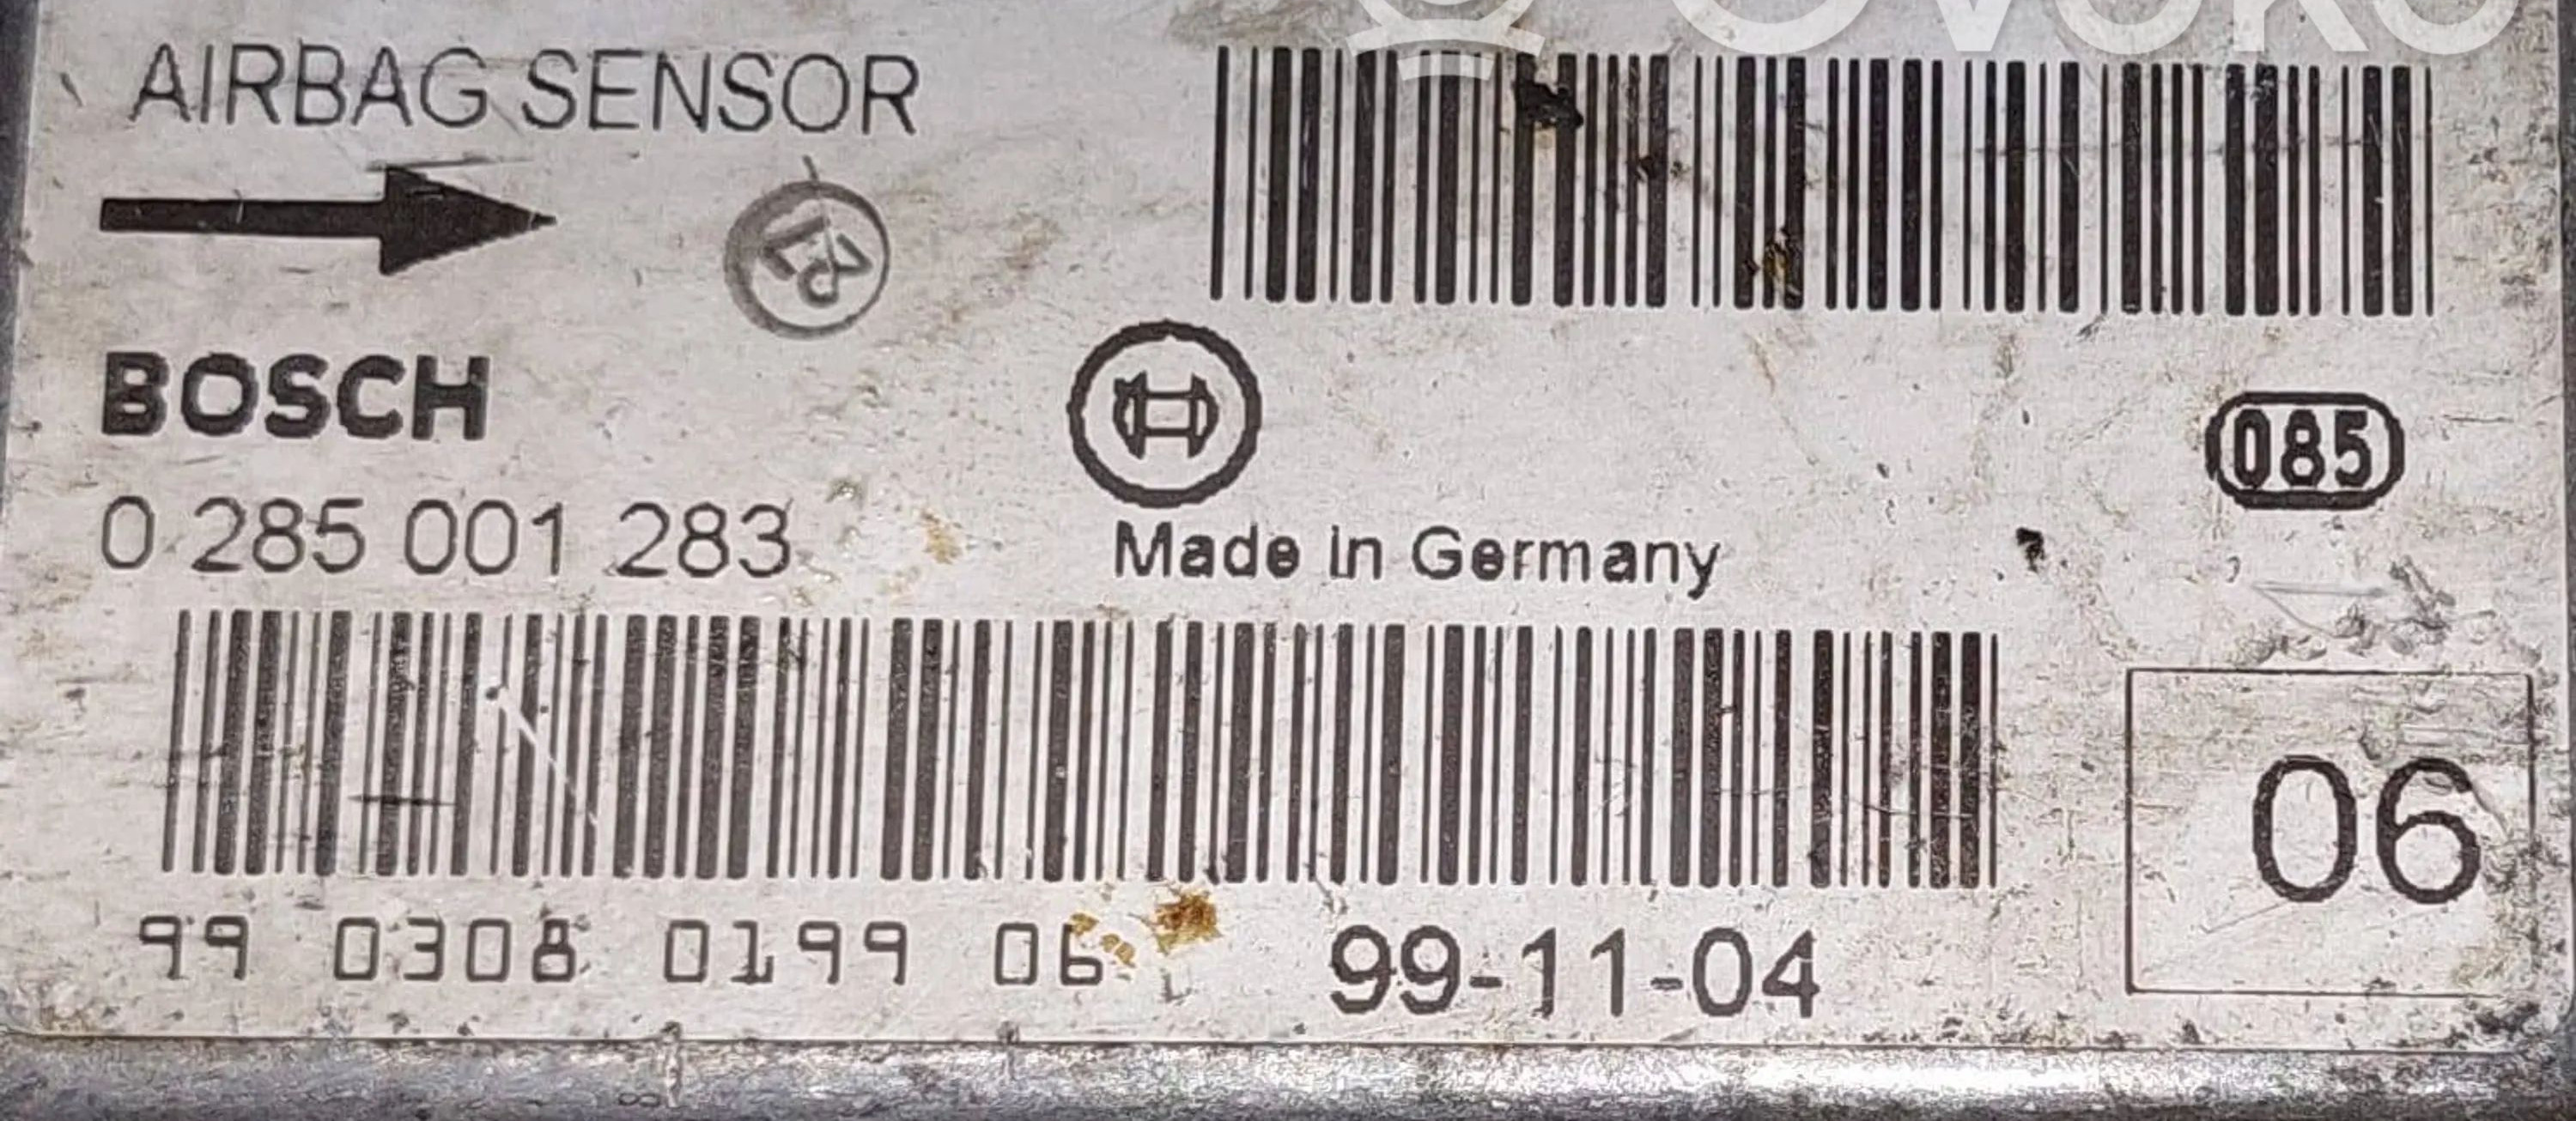 AIRBAG SENSOR
BOSCH
0 285 001 283
Made in Germany
085
06
99 0308 0199 06
99-11-04